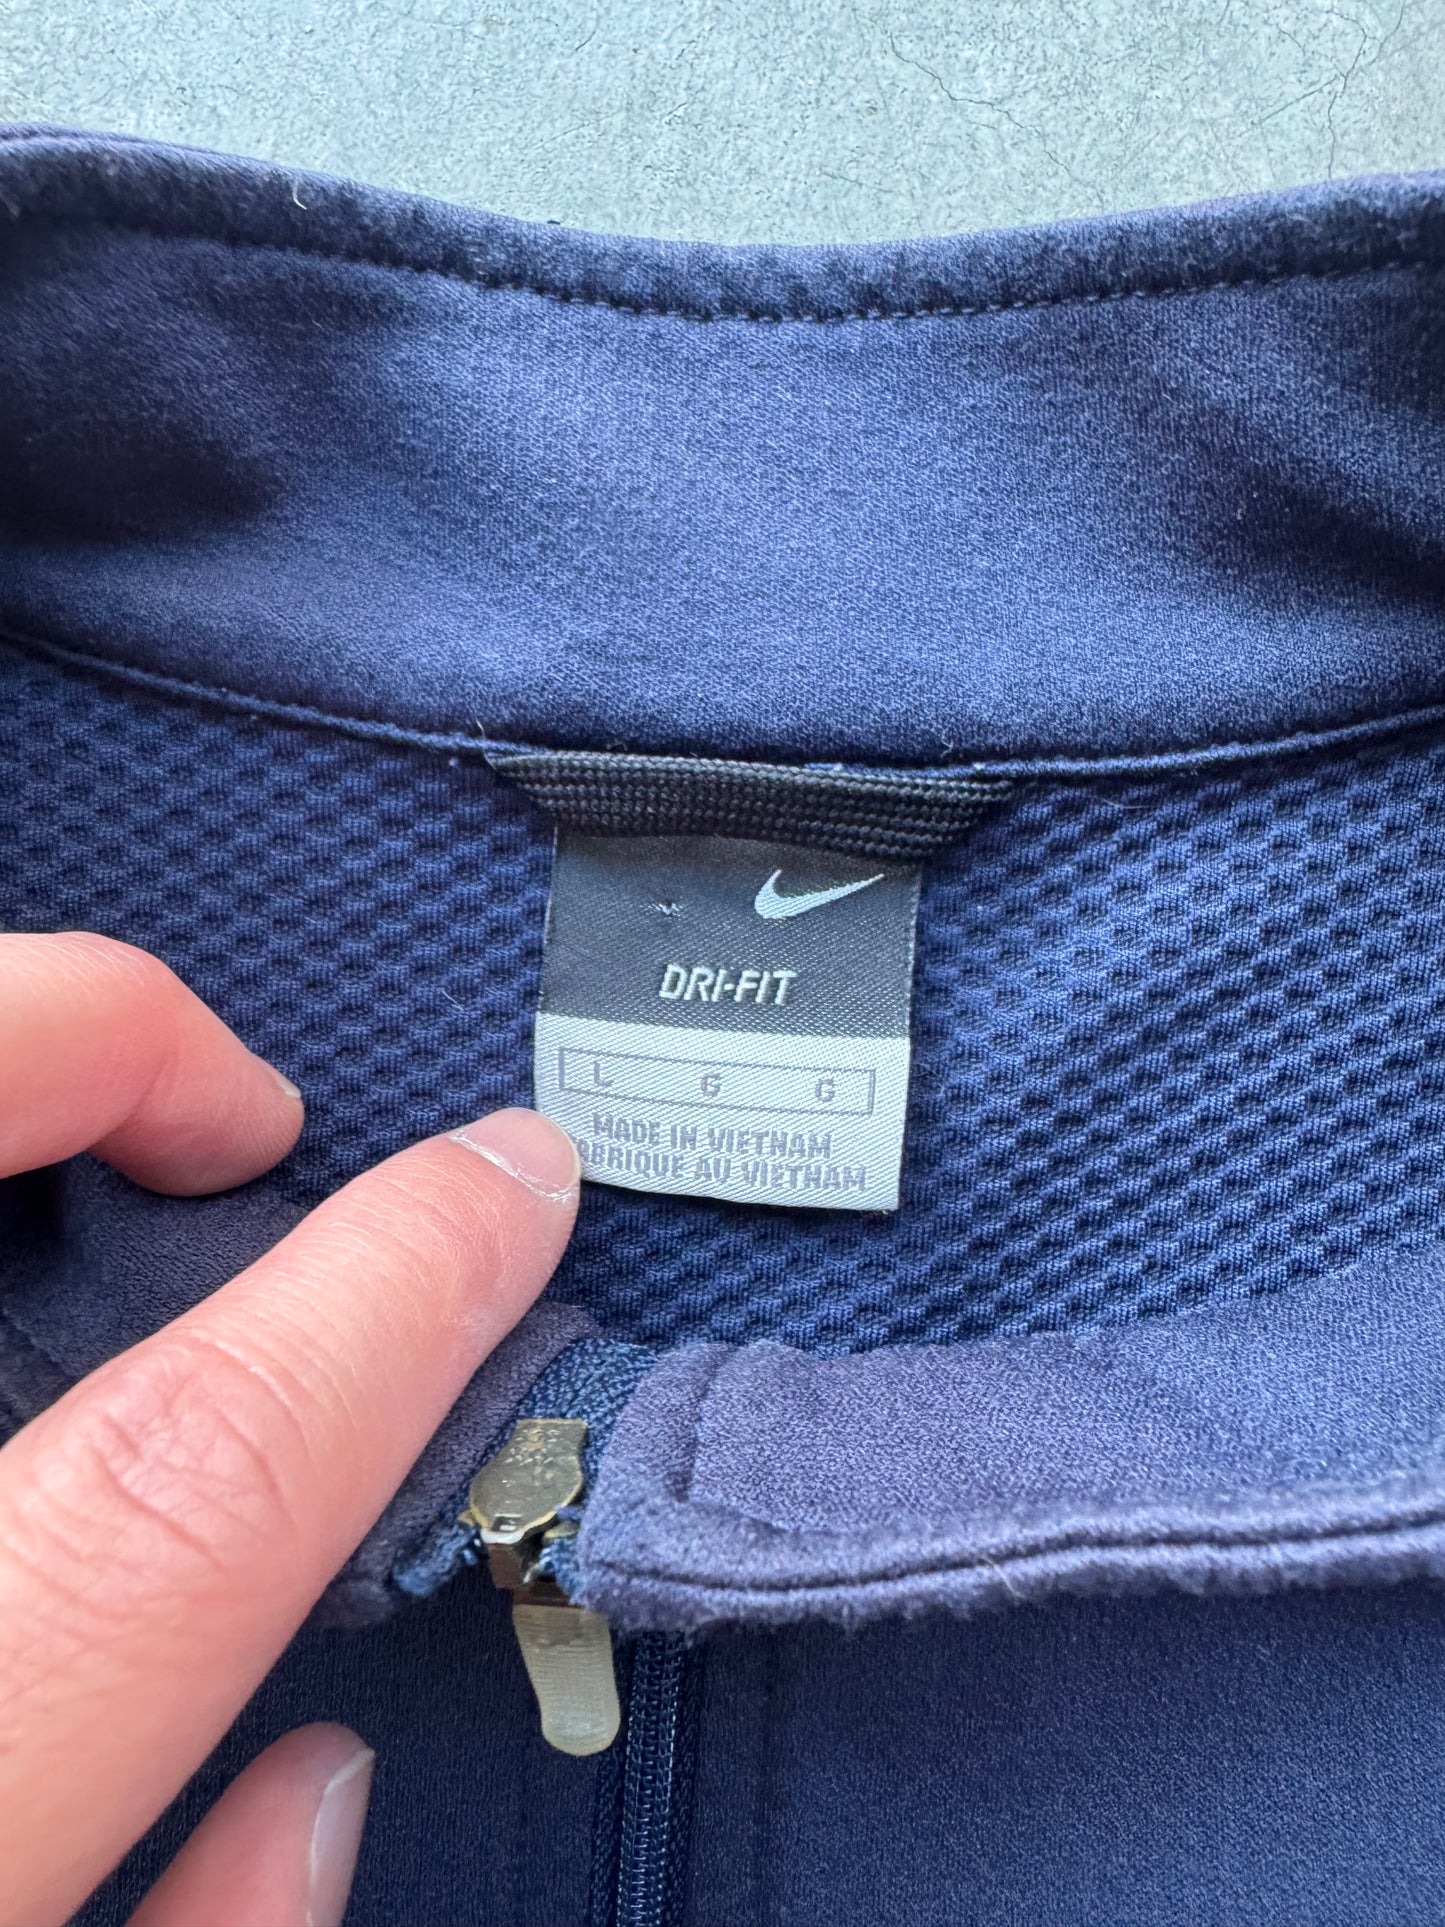 DRI-FIT
L G G
MADE IN VIETNAM
FABRIQUE AU VIETNAM